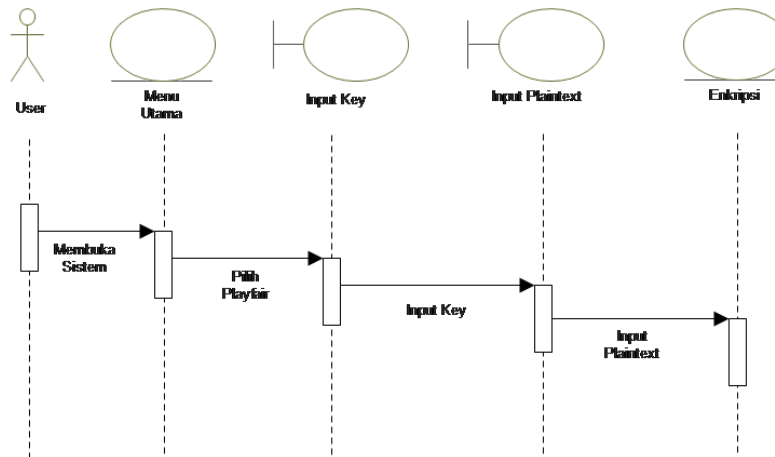 User
Menu
Utama
Input Key
Input Plaintext
Enkripsi
Membuka
Sistem
Pilih
Playfair
Input Key
Input
Plaintext